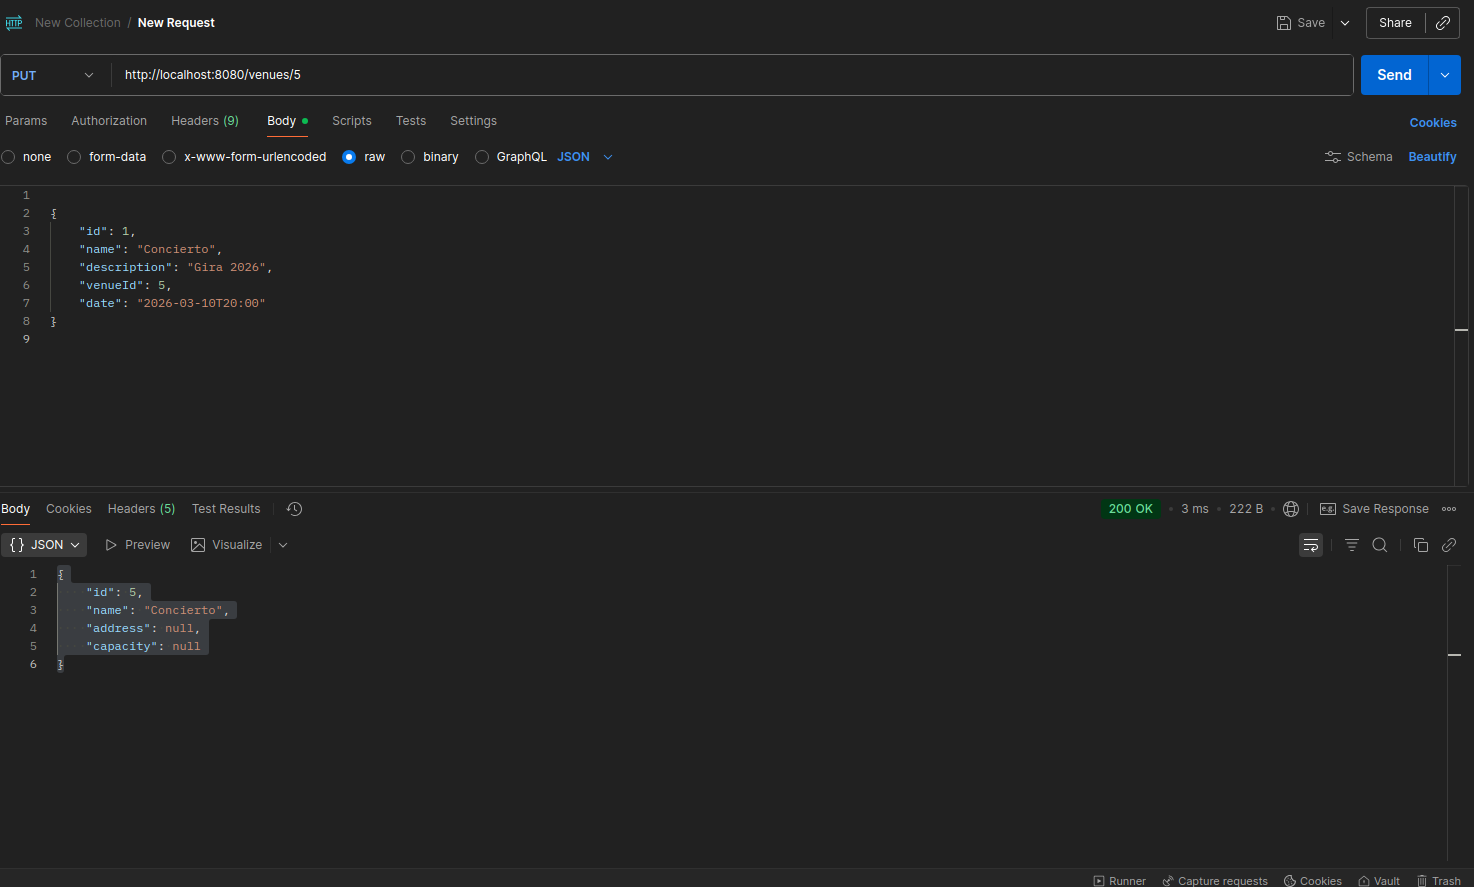 HTTP New Collection / New Request Save Share
PUT http://localhost:8080/venues/5 Send
Params Authorization Headers (9) Body Scripts Tests Settings Cookies
none form-data x-www-form-urlencoded raw binary GraphQL JSON Schema Beautify
1
2 {
3 "id": 1,
4 "name": "Concierto",
5 "description": "Gira 2026",
6 "venueId": 5,
7 "date": "2026-03-10T20:00"
8 }
9
Body Cookies Headers (5) Test Results 200 OK • 3 ms • 222 B e.g. Save Response
{} JSON Preview Visualize
1 {
2 "id": 5,
3 "name": "Concierto",
4 "address": null,
5 "capacity": null
6 }
Runner Capture requests Cookies Vault Trash